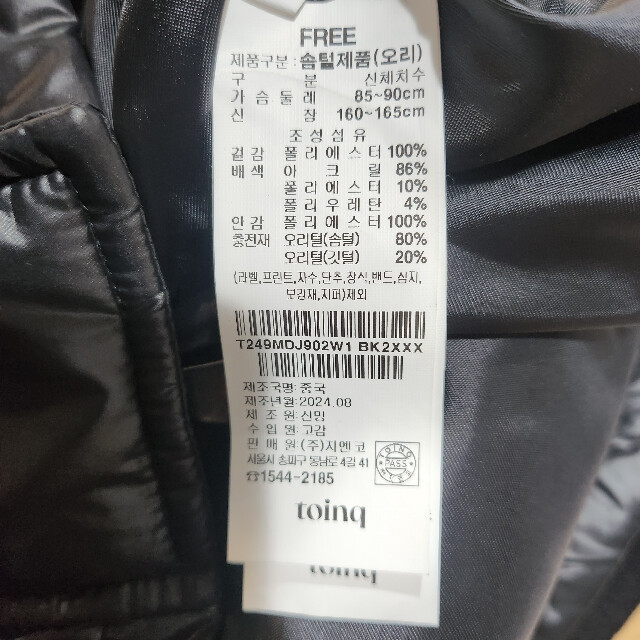 FREE
제품구분 : 솜털제품(오리)
구 분 신체치수
가슴둘레 85~90cm
신 장 160~165cm
조성섬유
겉감 폴리에스터 100%
배색 아크릴 86%
폴리에스터 10%
폴리우레탄 4%
안감 폴리에스터 100%
충전재 오리털(솜털) 80%
오리털(깃털) 20%
(라벨,프린트,자수,단추,장식,밴드,심지,
보강재,지퍼)제외
T249MDJ902W1 BK2XXX
제조국명:중국
제조년월:2024.08
제 조 원:신밍
수 입 원:고감
판 매 원:(주)시엔코
서울시 송파구 동남로 4길 41
☎1544-2185
TOINQ
PASS
toinq
toinq